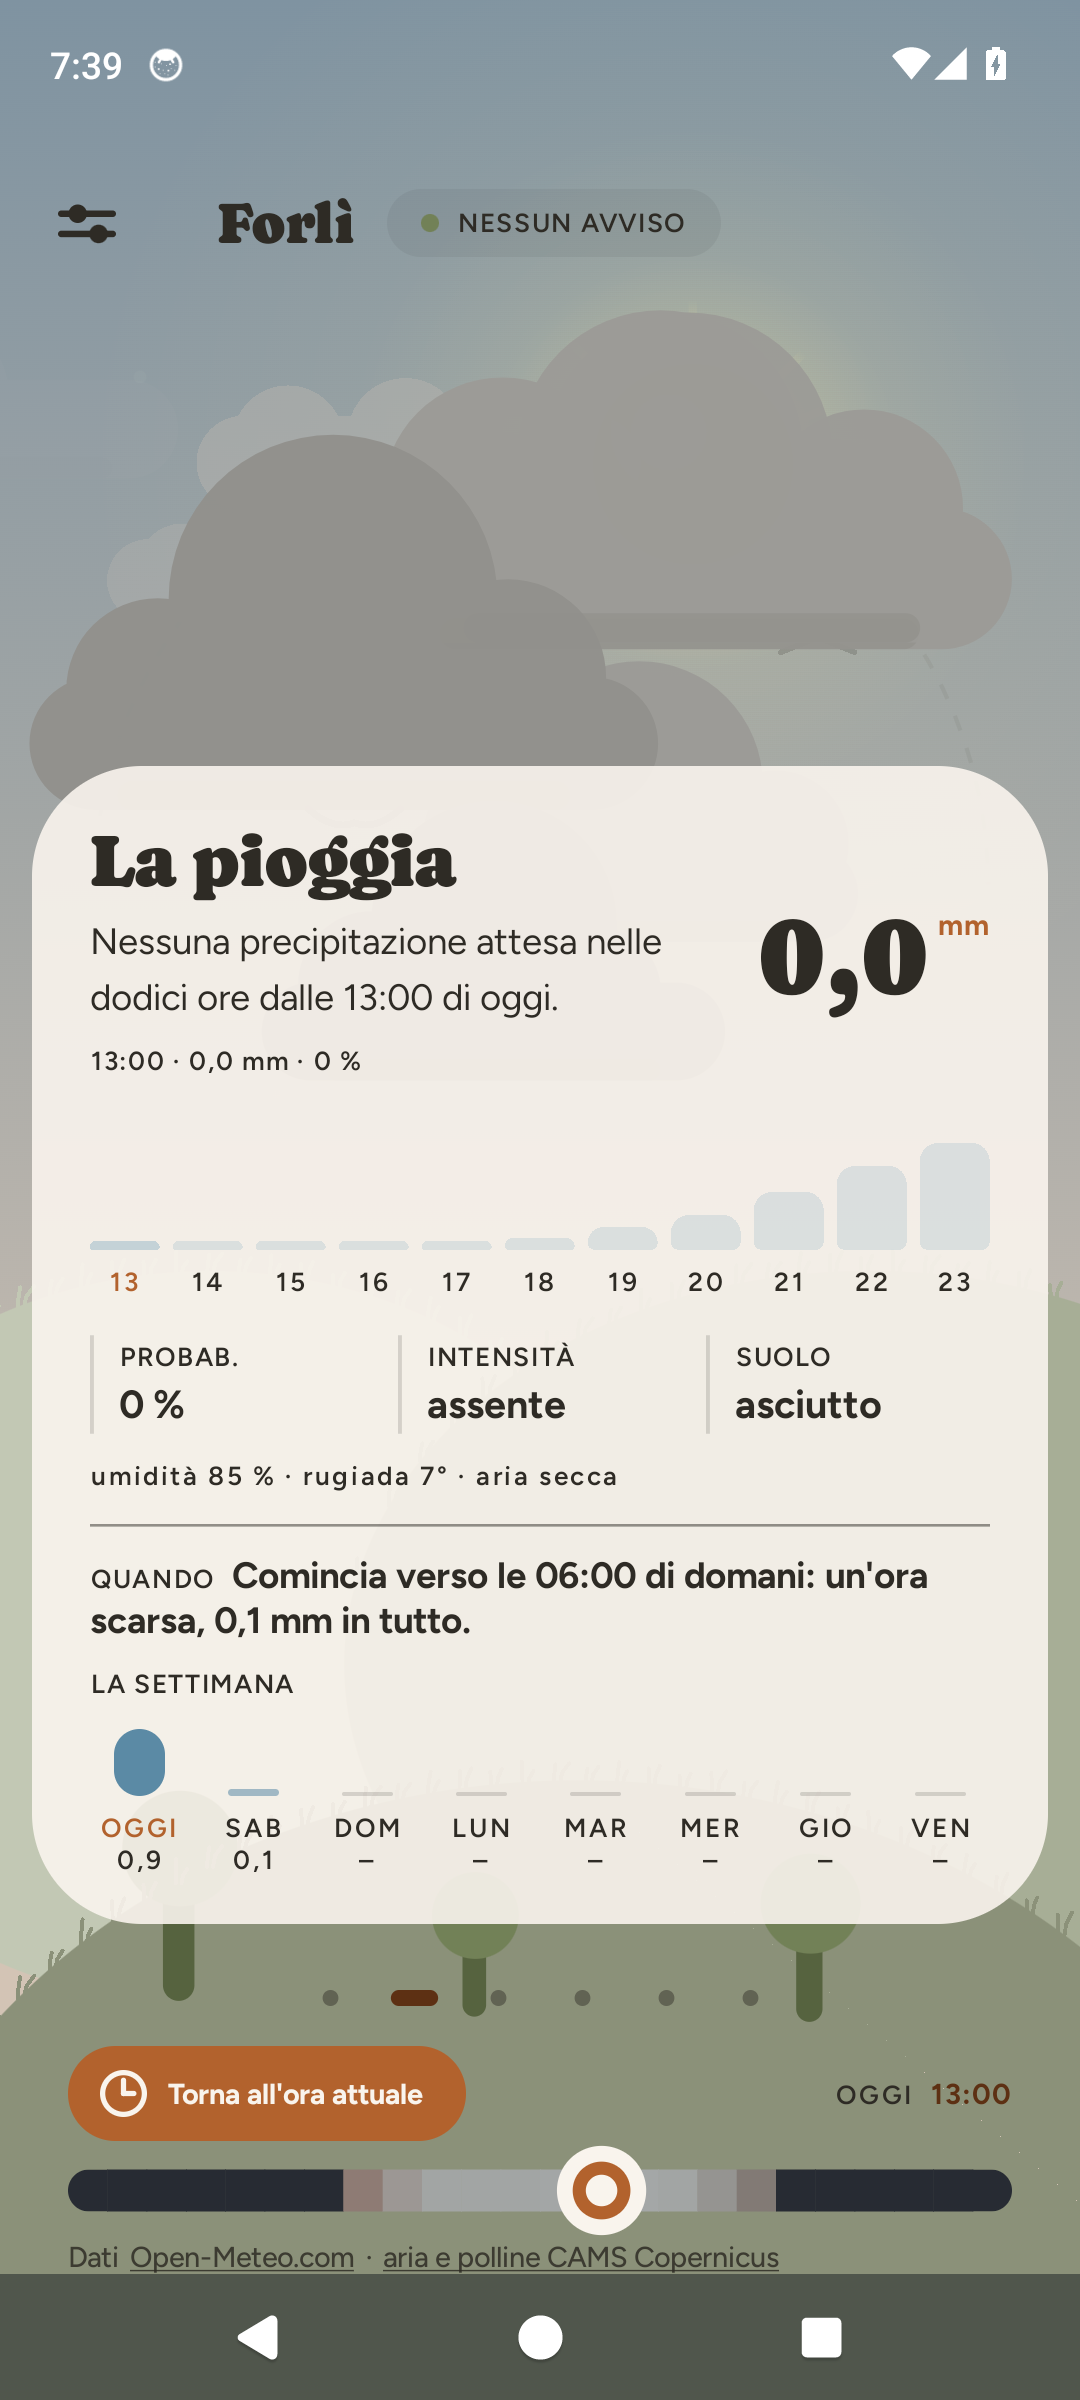 7:39
Forlì
NESSUN AVVISO
La pioggia
Nessuna precipitazione attesa nelle
dodici ore dalle 13:00 di oggi.
0,0 mm
13:00 · 0,0 mm · 0 %
13 14 15 16 17 18 19 20 21 22 23
PROBAB. INTENSITÀ SUOLO
0 % assente asciutto
umidità 85 % · rugiada 7° · aria secca
QUANDO Comincia verso le 06:00 di domani: un'ora
scarsa, 0,1 mm in tutto.
LA SETTIMANA
OGGI SAB DOM LUN MAR MER GIO VEN
0,9 0,1 – – – – – –
Torna all'ora attuale
OGGI 13:00
Dati Open-Meteo.com · aria e polline CAMS Copernicus